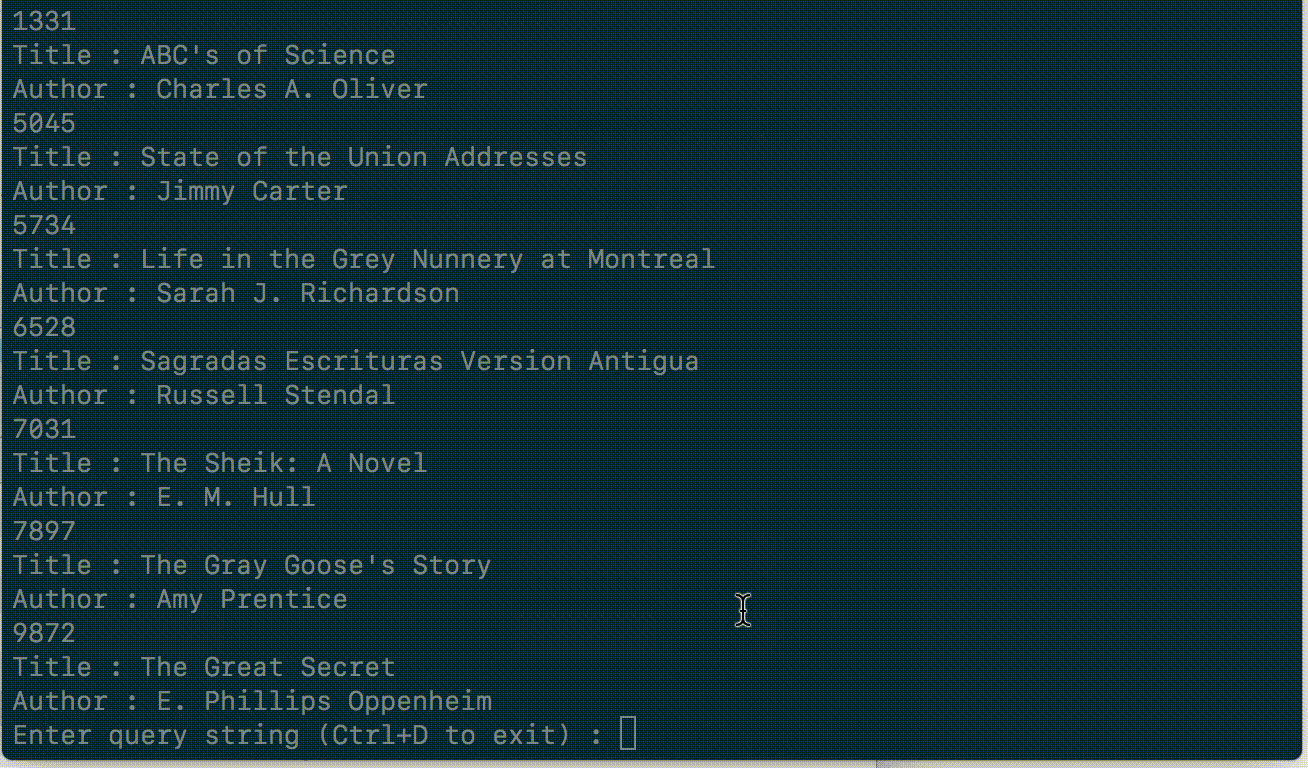 1331
Title : ABC's of Science
Author : Charles A. Oliver
5045
Title : State of the Union Addresses
Author : Jimmy Carter
5734
Title : Life in the Grey Nunnery at Montreal
Author : Sarah J. Richardson
6528
Title : Sagradas Escrituras Version Antigua
Author : Russell Stendal
7031
Title : The Sheik: A Novel
Author : E. M. Hull
7897
Title : The Gray Goose's Story
Author : Amy Prentice
9872
Title : The Great Secret
Author : E. Phillips Oppenheim
Enter query string (Ctrl+D to exit) :